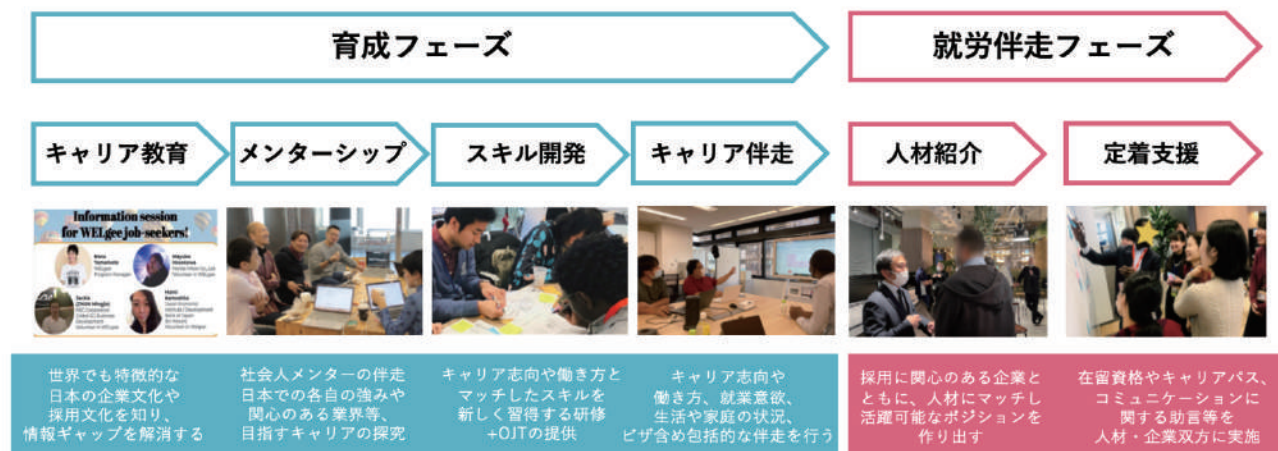 育成フェーズ
就労伴走フェーズ
キャリア教育
メンターシップ
スキル開発
キャリア伴走
人材紹介
定着支援
Information session
for WELgee job-seekers!
世界でも特徴的な
日本の企業文化や
採用文化を知り、
情報ギャップを解消する
社会人メンターの伴走
日本での各自の強みや
関心のある業界等、
目指すキャリアの探究
キャリア志向や働き方と
マッチしたスキルを
新しく習得する研修
+OJTの提供
キャリア志向や
働き方、就業意欲、
生活や家庭の状況、
ビザ含め包括的な伴走を行う
採用に関心のある企業と
ともに、人材にマッチし
活躍可能なポジションを
作り出す
在留資格やキャリアパス、
コミュニケーションに
関する助言等を
人材・企業双方に実施